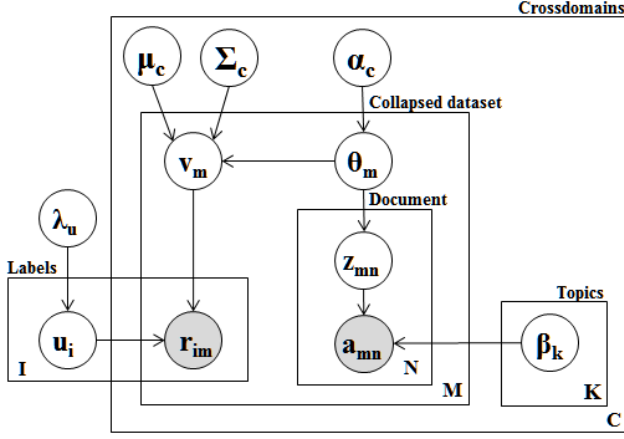 Crossdomains
μc
Σc
αc
Collapsed dataset
vm
θm
Document
λu
zmn
Labels
Topics
ui
rim
amn
βk
I
N
M
K
C